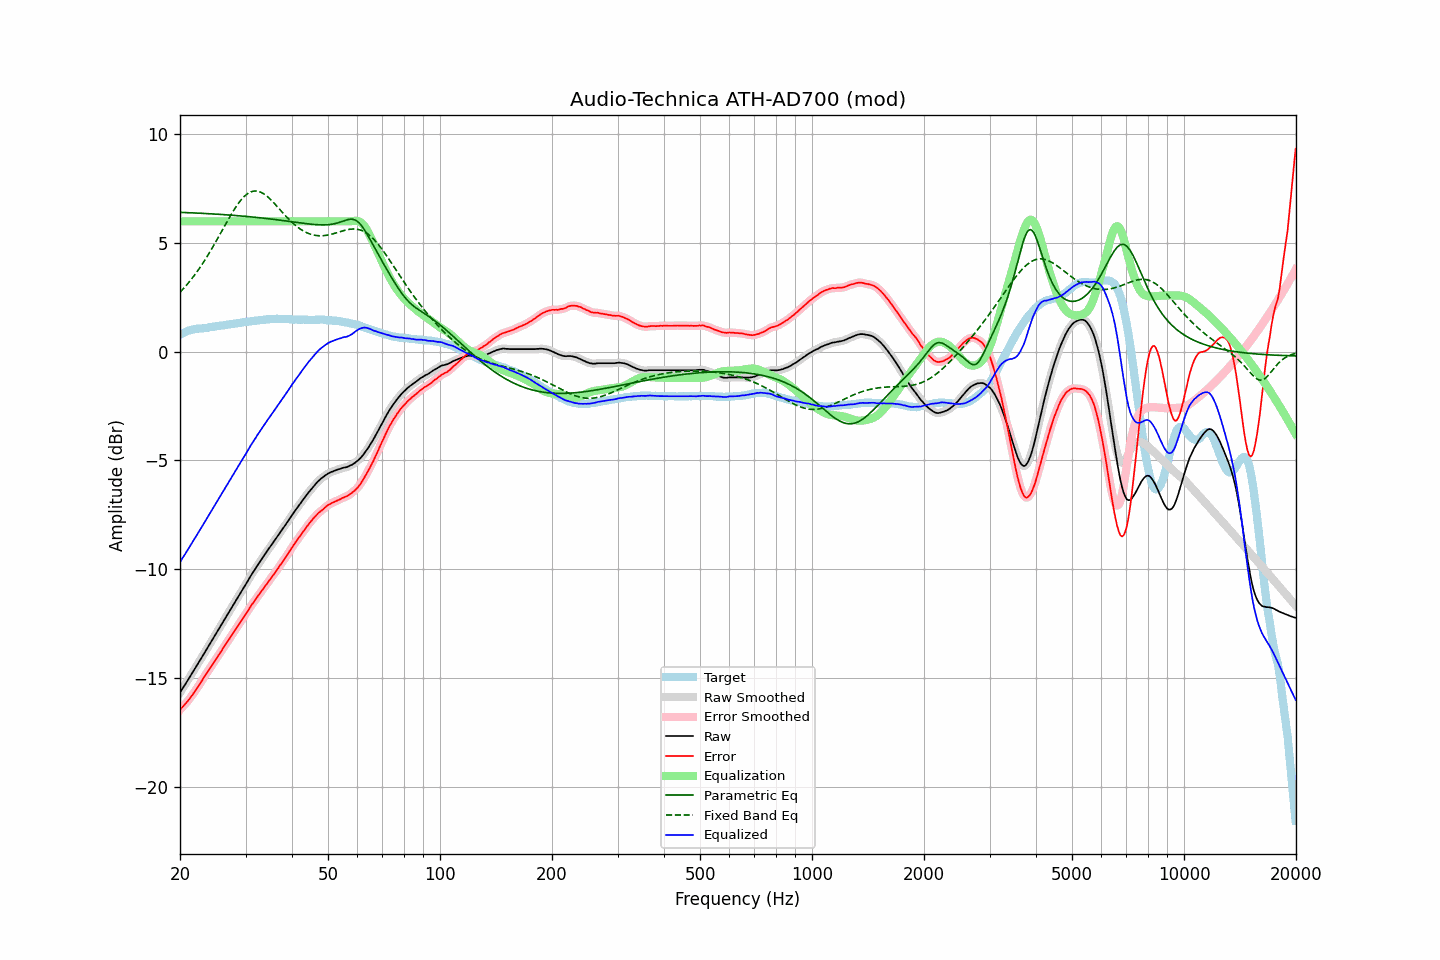 Audio-Technica ATH-AD700 (mod)
10
5
0
−5
−10
−15
−20
Amplitude (dBr)
Target
Raw Smoothed
Error Smoothed
Raw
Error
Equalization
Parametric Eq
Fixed Band Eq
Equalized
20 50 100 200 500 1000 2000 5000 10000 20000
Frequency (Hz)